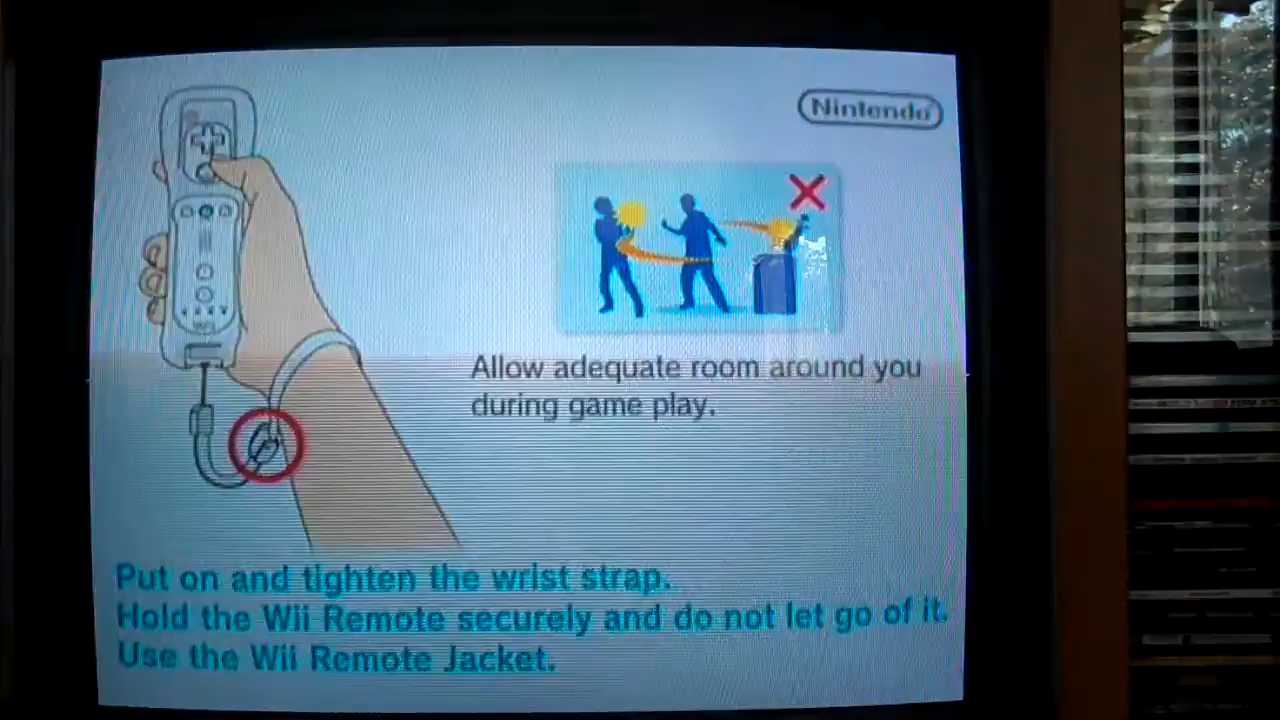 Nintendo
Allow adequate room around you
during game play.
Put on and tighten the wrist strap.
Hold the Wii Remote securely and do not let go of it.
Use the Wii Remote Jacket.